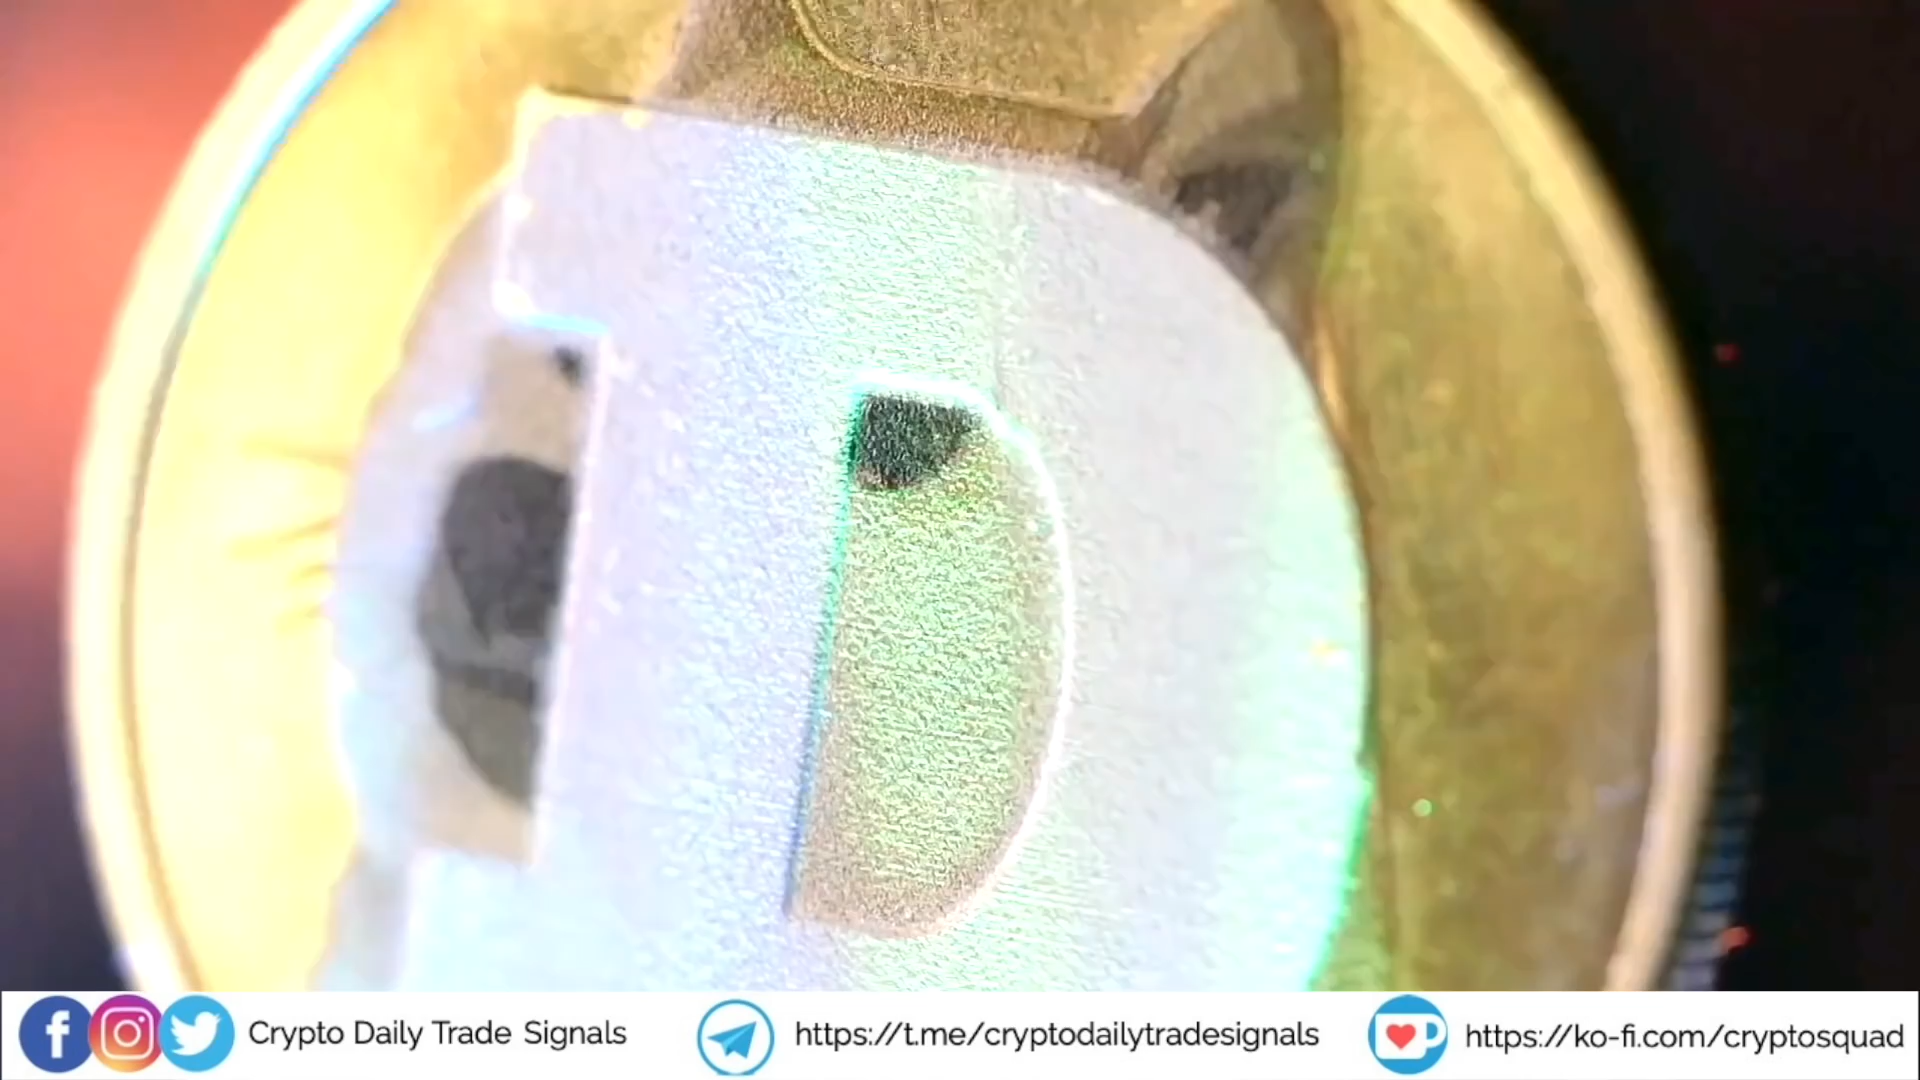 Crypto Daily Trade Signals
https://t.me/cryptodailytradesignals
https://ko-fi.com/cryptosquad